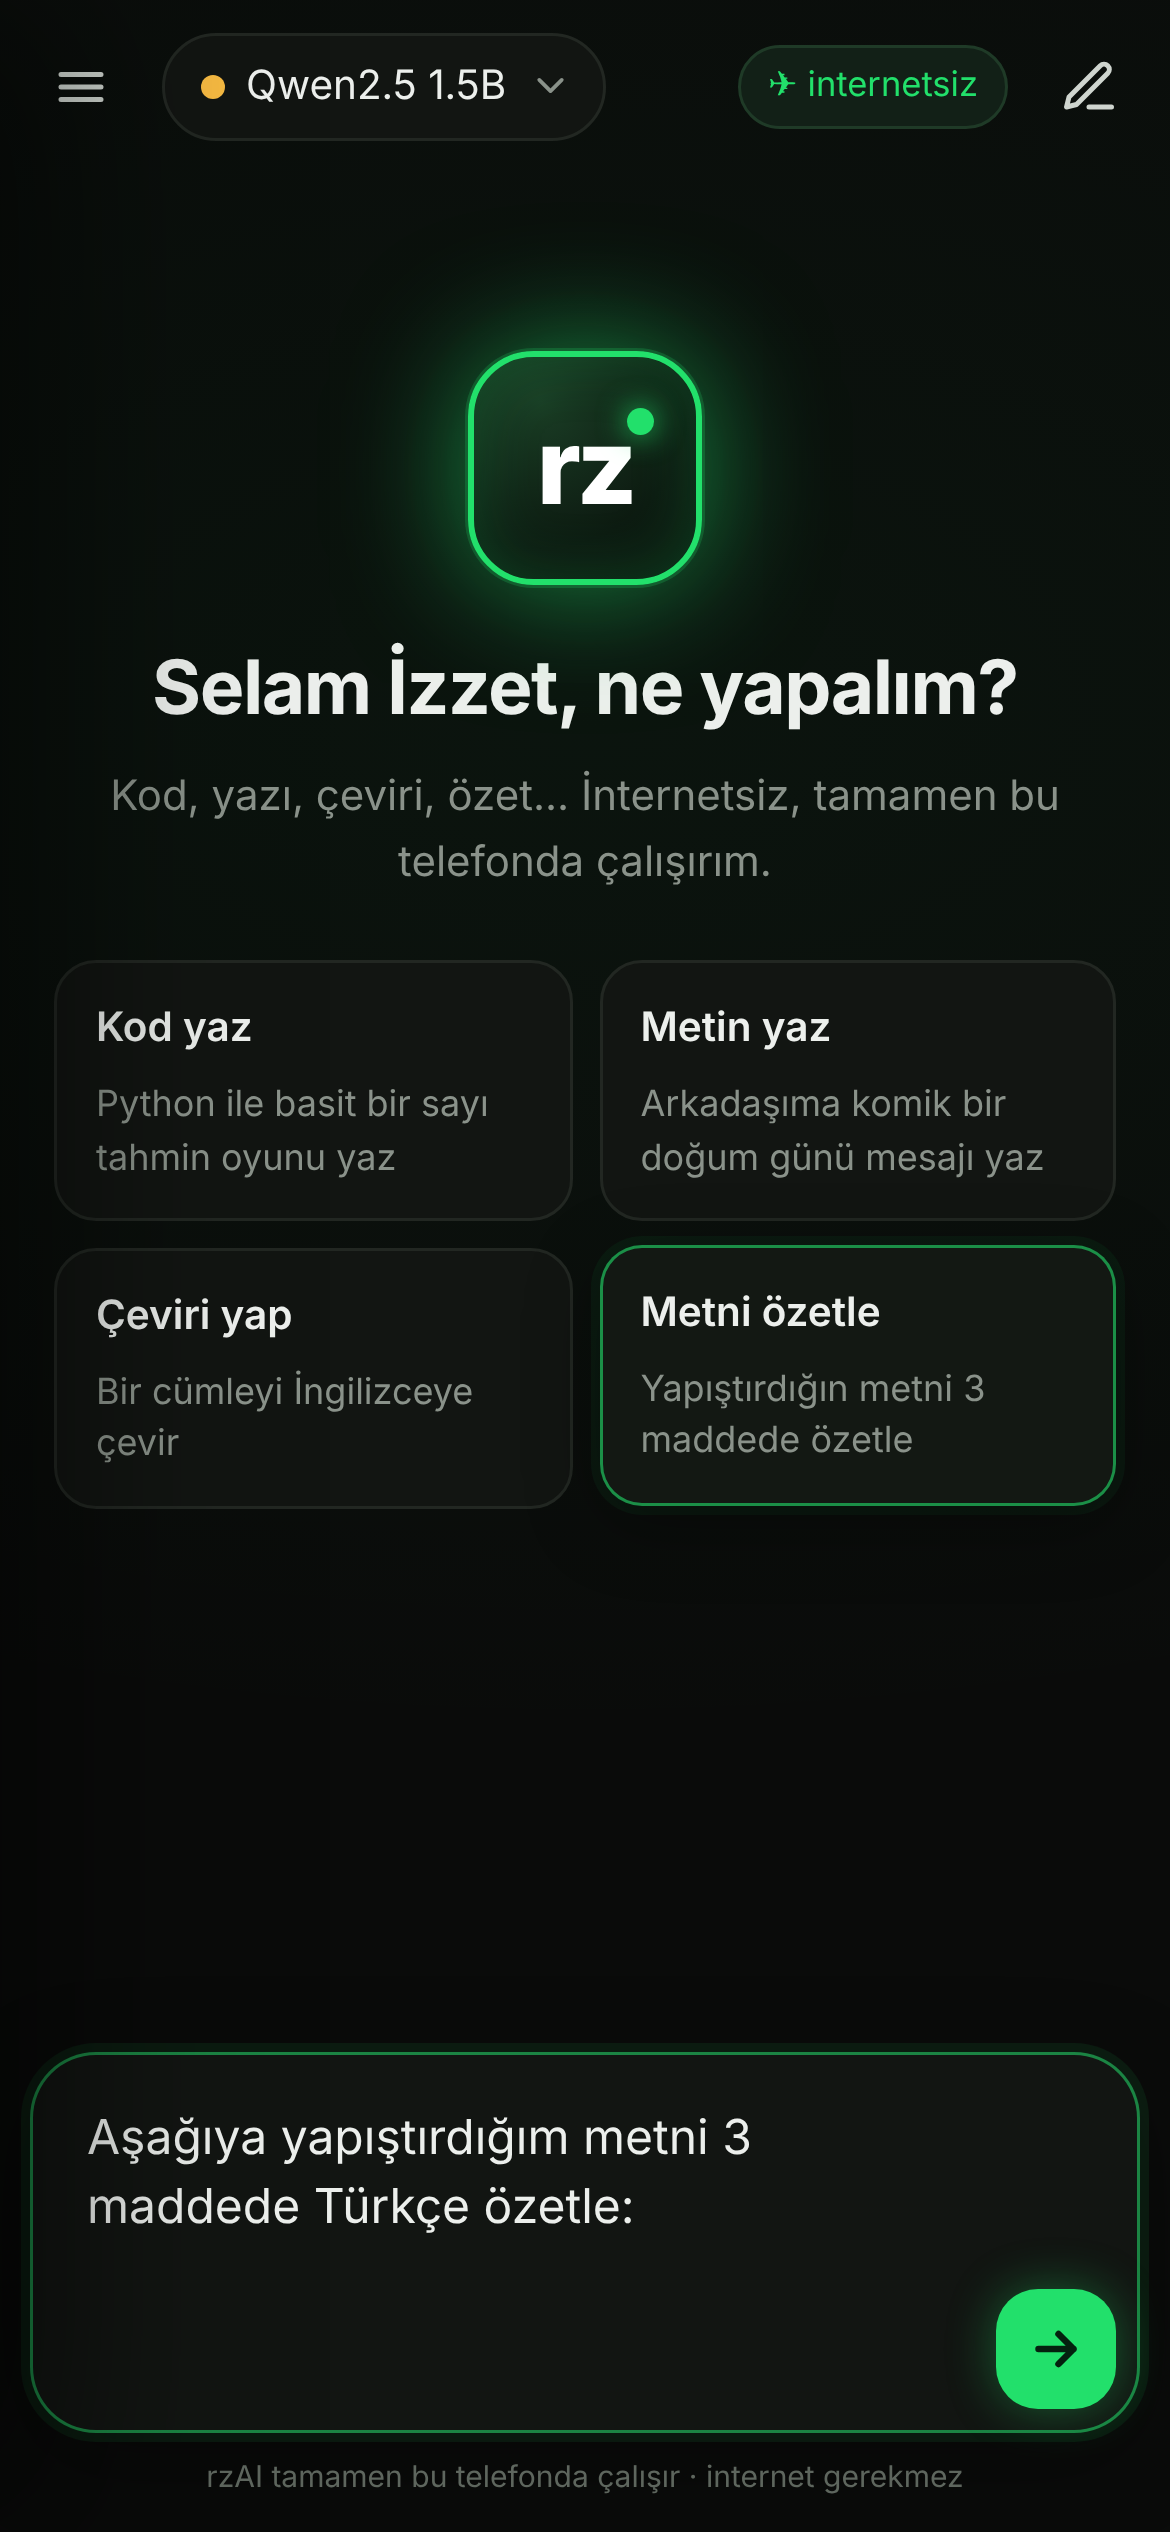 Qwen2.5 1.5B
✈ internetsiz
rz
Selam İzzet, ne yapalım?
Kod, yazı, çeviri, özet... İnternetsiz, tamamen bu
telefonda çalışırım.
Kod yaz
Python ile basit bir sayı
tahmin oyunu yaz
Metin yaz
Arkadaşıma komik bir
doğum günü mesajı yaz
Çeviri yap
Bir cümleyi İngilizceye
çevir
Metni özetle
Yapıştırdığın metni 3
maddede özetle
Aşağıya yapıştırdığım metni 3
maddede Türkçe özetle:
rzAI tamamen bu telefonda çalışır · internet gerekmez